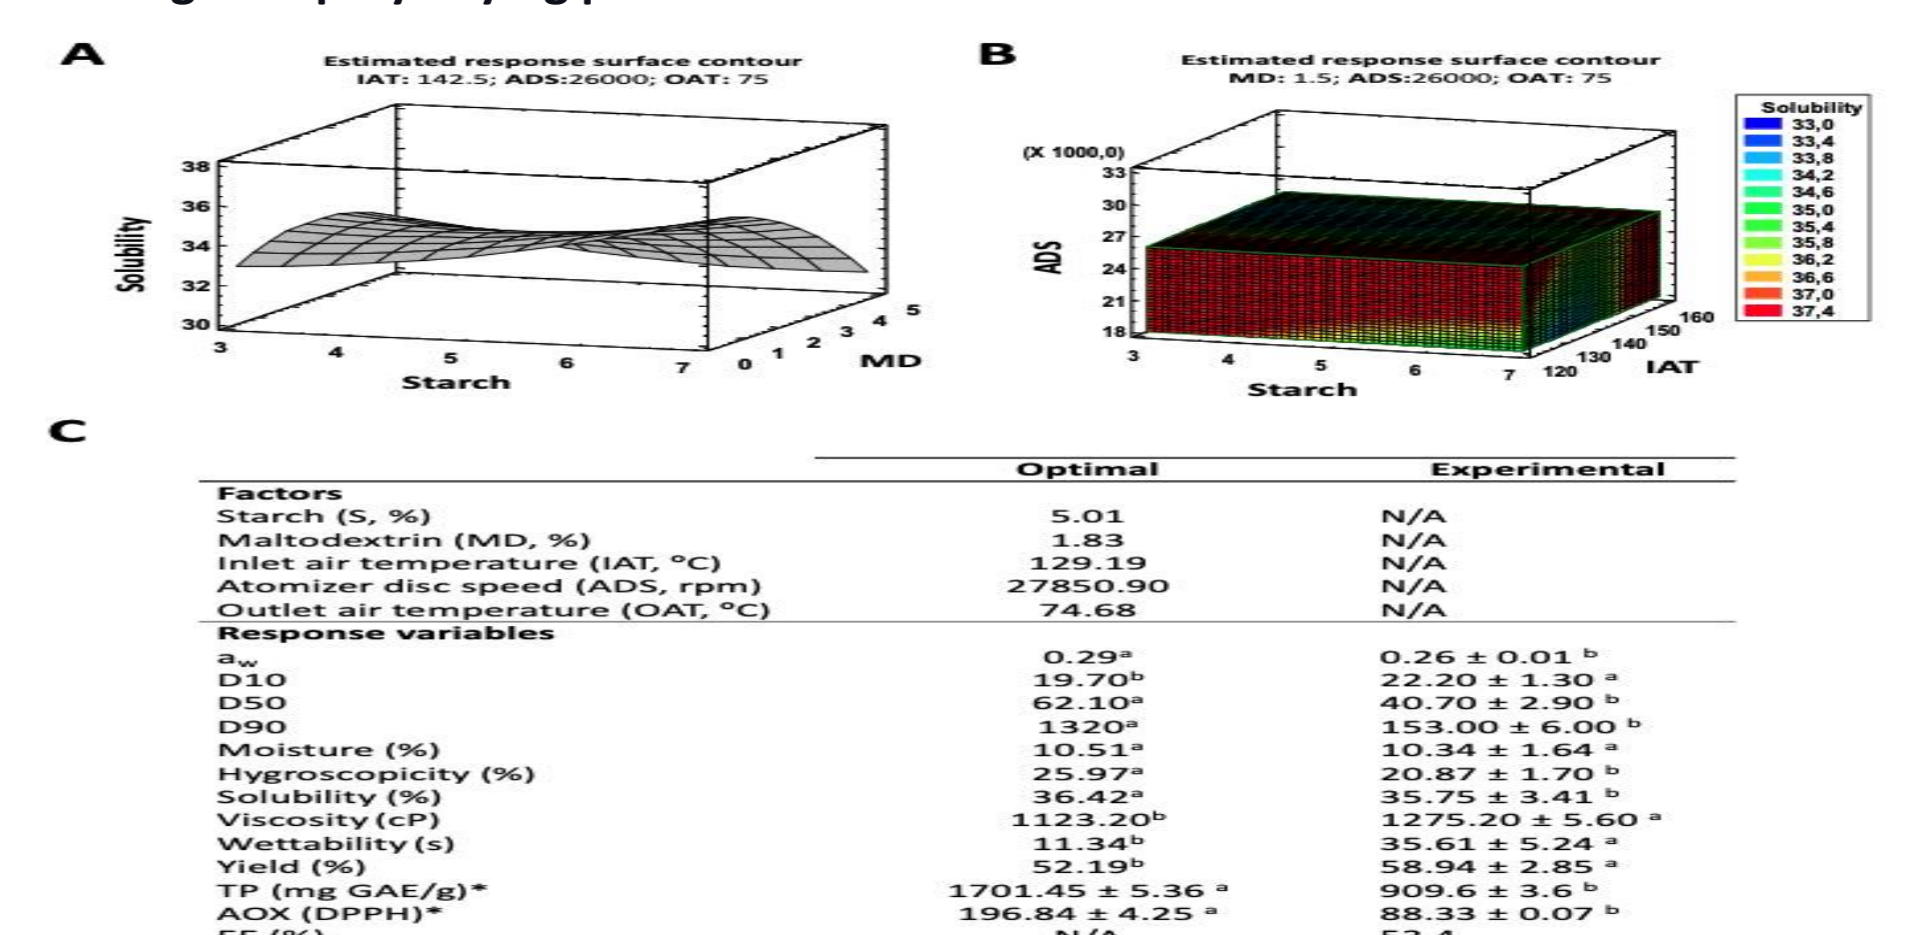 A
Estimated response surface contour
IAT: 142.5; ADS:26000; OAT: 75
38
36
34
32
30
Solubility
3
4
5
6
7
Starch
0
1
2
3
4
5
MD
B
Estimated response surface contour
MD: 1.5; ADS:26000; OAT: 75
(X 1000,0)
33
30
27
24
21
18
ADS
3
4
5
6
7
Starch
120
130
140
150
160
IAT
Solubility
33,0
33,4
33,8
34,2
34,6
35,0
35,4
35,8
36,2
36,6
37,0
37,4
C
Optimal Experimental
Factors
Starch (S, %) 5.01 N/A
Maltodextrin (MD, %) 1.83 N/A
Inlet air temperature (IAT, ºC) 129.19 N/A
Atomizer disc speed (ADS, rpm) 27850.90 N/A
Outlet air temperature (OAT, ºC) 74.68 N/A
Response variables
aw 0.29ª 0.26 ± 0.01 ᵇ
D10 19.70ᵇ 22.20 ± 1.30 ª
D50 62.10ª 40.70 ± 2.90 ᵇ
D90 1320ª 153.00 ± 6.00 ᵇ
Moisture (%) 10.51ª 10.34 ± 1.64 ª
Hygroscopicity (%) 25.97ª 20.87 ± 1.70 ᵇ
Solubility (%) 36.42ª 35.75 ± 3.41 ᵇ
Viscosity (cP) 1123.20ᵇ 1275.20 ± 5.60 ª
Wettability (s) 11.34ᵇ 35.61 ± 5.24 ª
Yield (%) 52.19ᵇ 58.94 ± 2.85 ª
TP (mg GAE/g)* 1701.45 ± 5.36 ª 909.6 ± 3.6 ᵇ
AOX (DPPH)* 196.84 ± 4.25 ª 88.33 ± 0.07 ᵇ